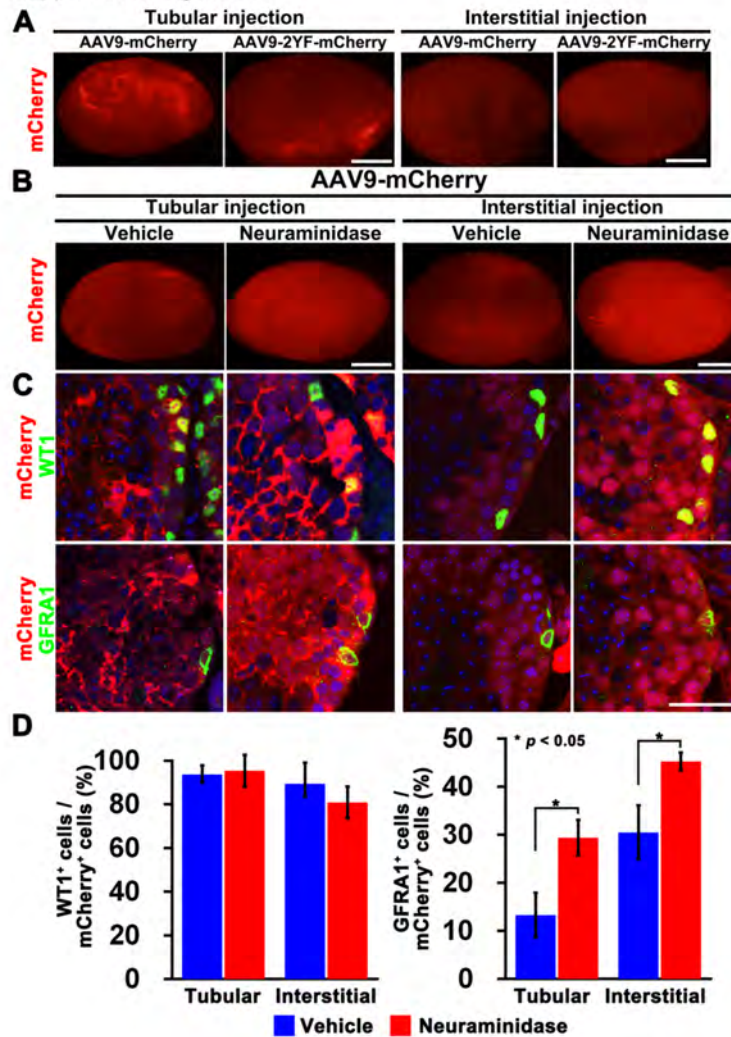 A
Tubular injection
Interstitial injection
AAV9-mCherry
AAV9-2YF-mCherry
AAV9-mCherry
AAV9-2YF-mCherry
mCherry
B
AAV9-mCherry
Tubular injection
Interstitial injection
Vehicle
Neuraminidase
Vehicle
Neuraminidase
mCherry
C
mCherry
WT1
mCherry
GFRA1
D
WT1⁺ cells /
mCherry⁺ cells (%)
100
80
60
40
20
0
Tubular
Interstitial
GFRA1⁺ cells /
mCherry⁺ cells (%)
50
40
30
20
10
0
* p < 0.05
*
*
Tubular
Interstitial
Vehicle
Neuraminidase